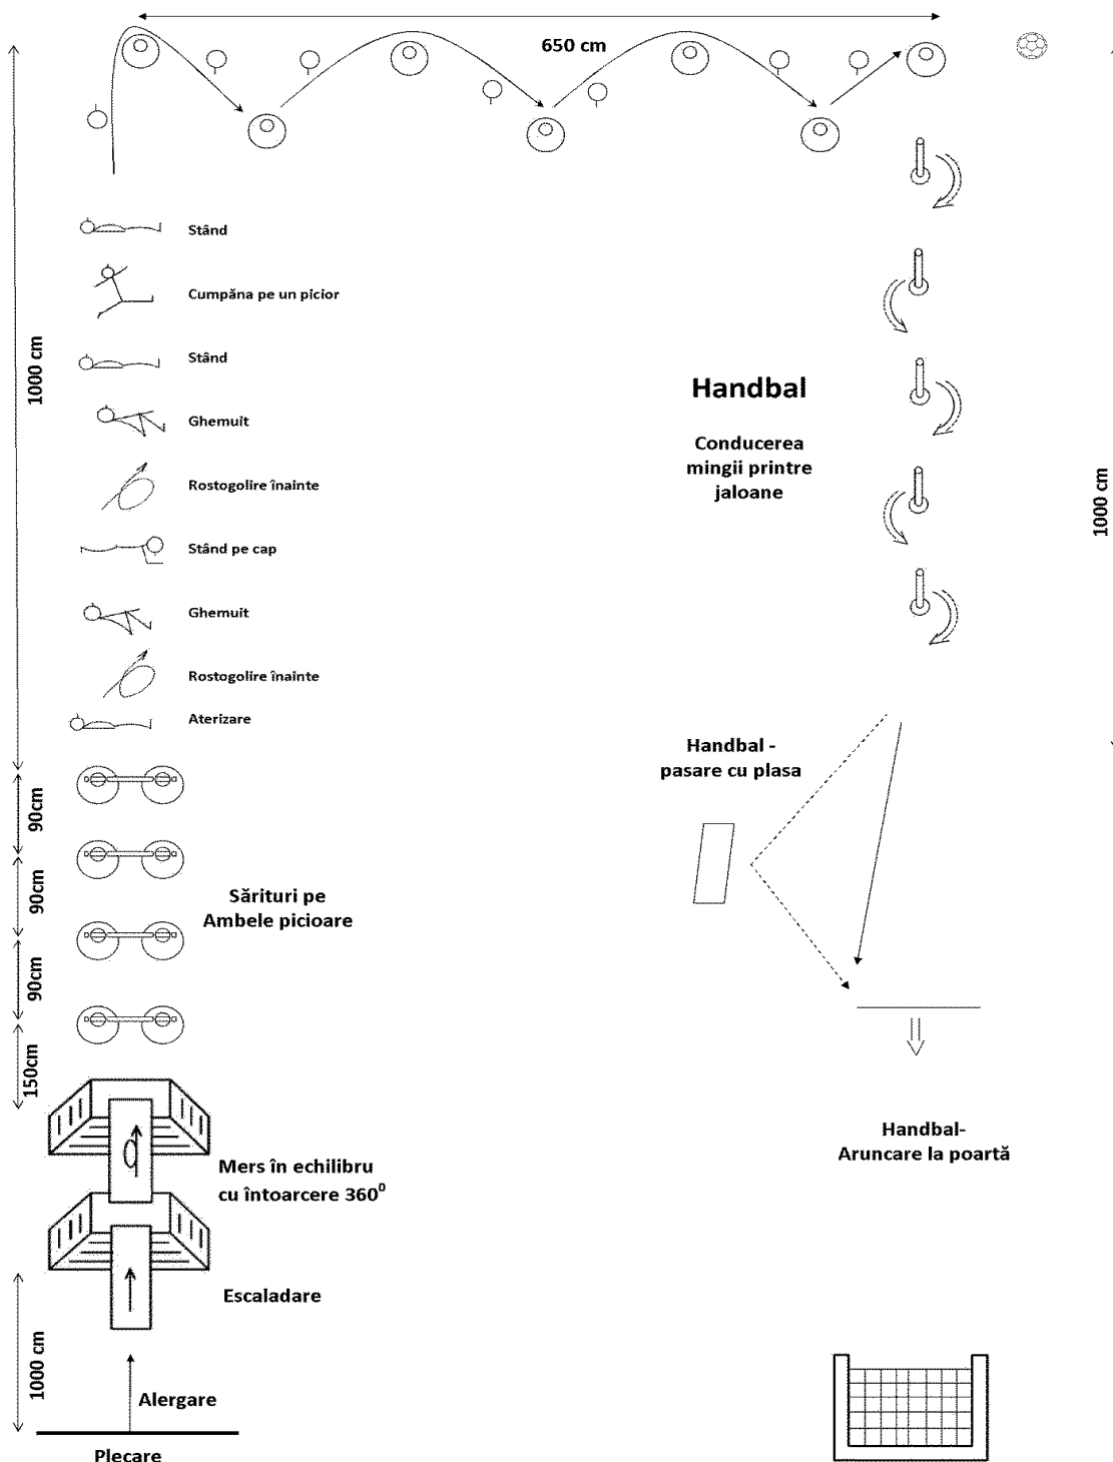 650 cm
Stând
Cumpăna pe un picior
Stând
Ghemuit
Rostogolire înainte
Stând pe cap
Ghemuit
Rostogolire înainte
Aterizare
1000 cm
90cm
90cm
90cm
150cm
1000 cm
Sărituri pe
Ambele picioare
Mers în echilibru
cu întoarcere 360⁰
Escaladare
Alergare
Plecare
Handbal
Conducerea
mingii printre
jaloane
1000 cm
Handbal -
pasare cu plasa
Handbal-
Aruncare la poartă